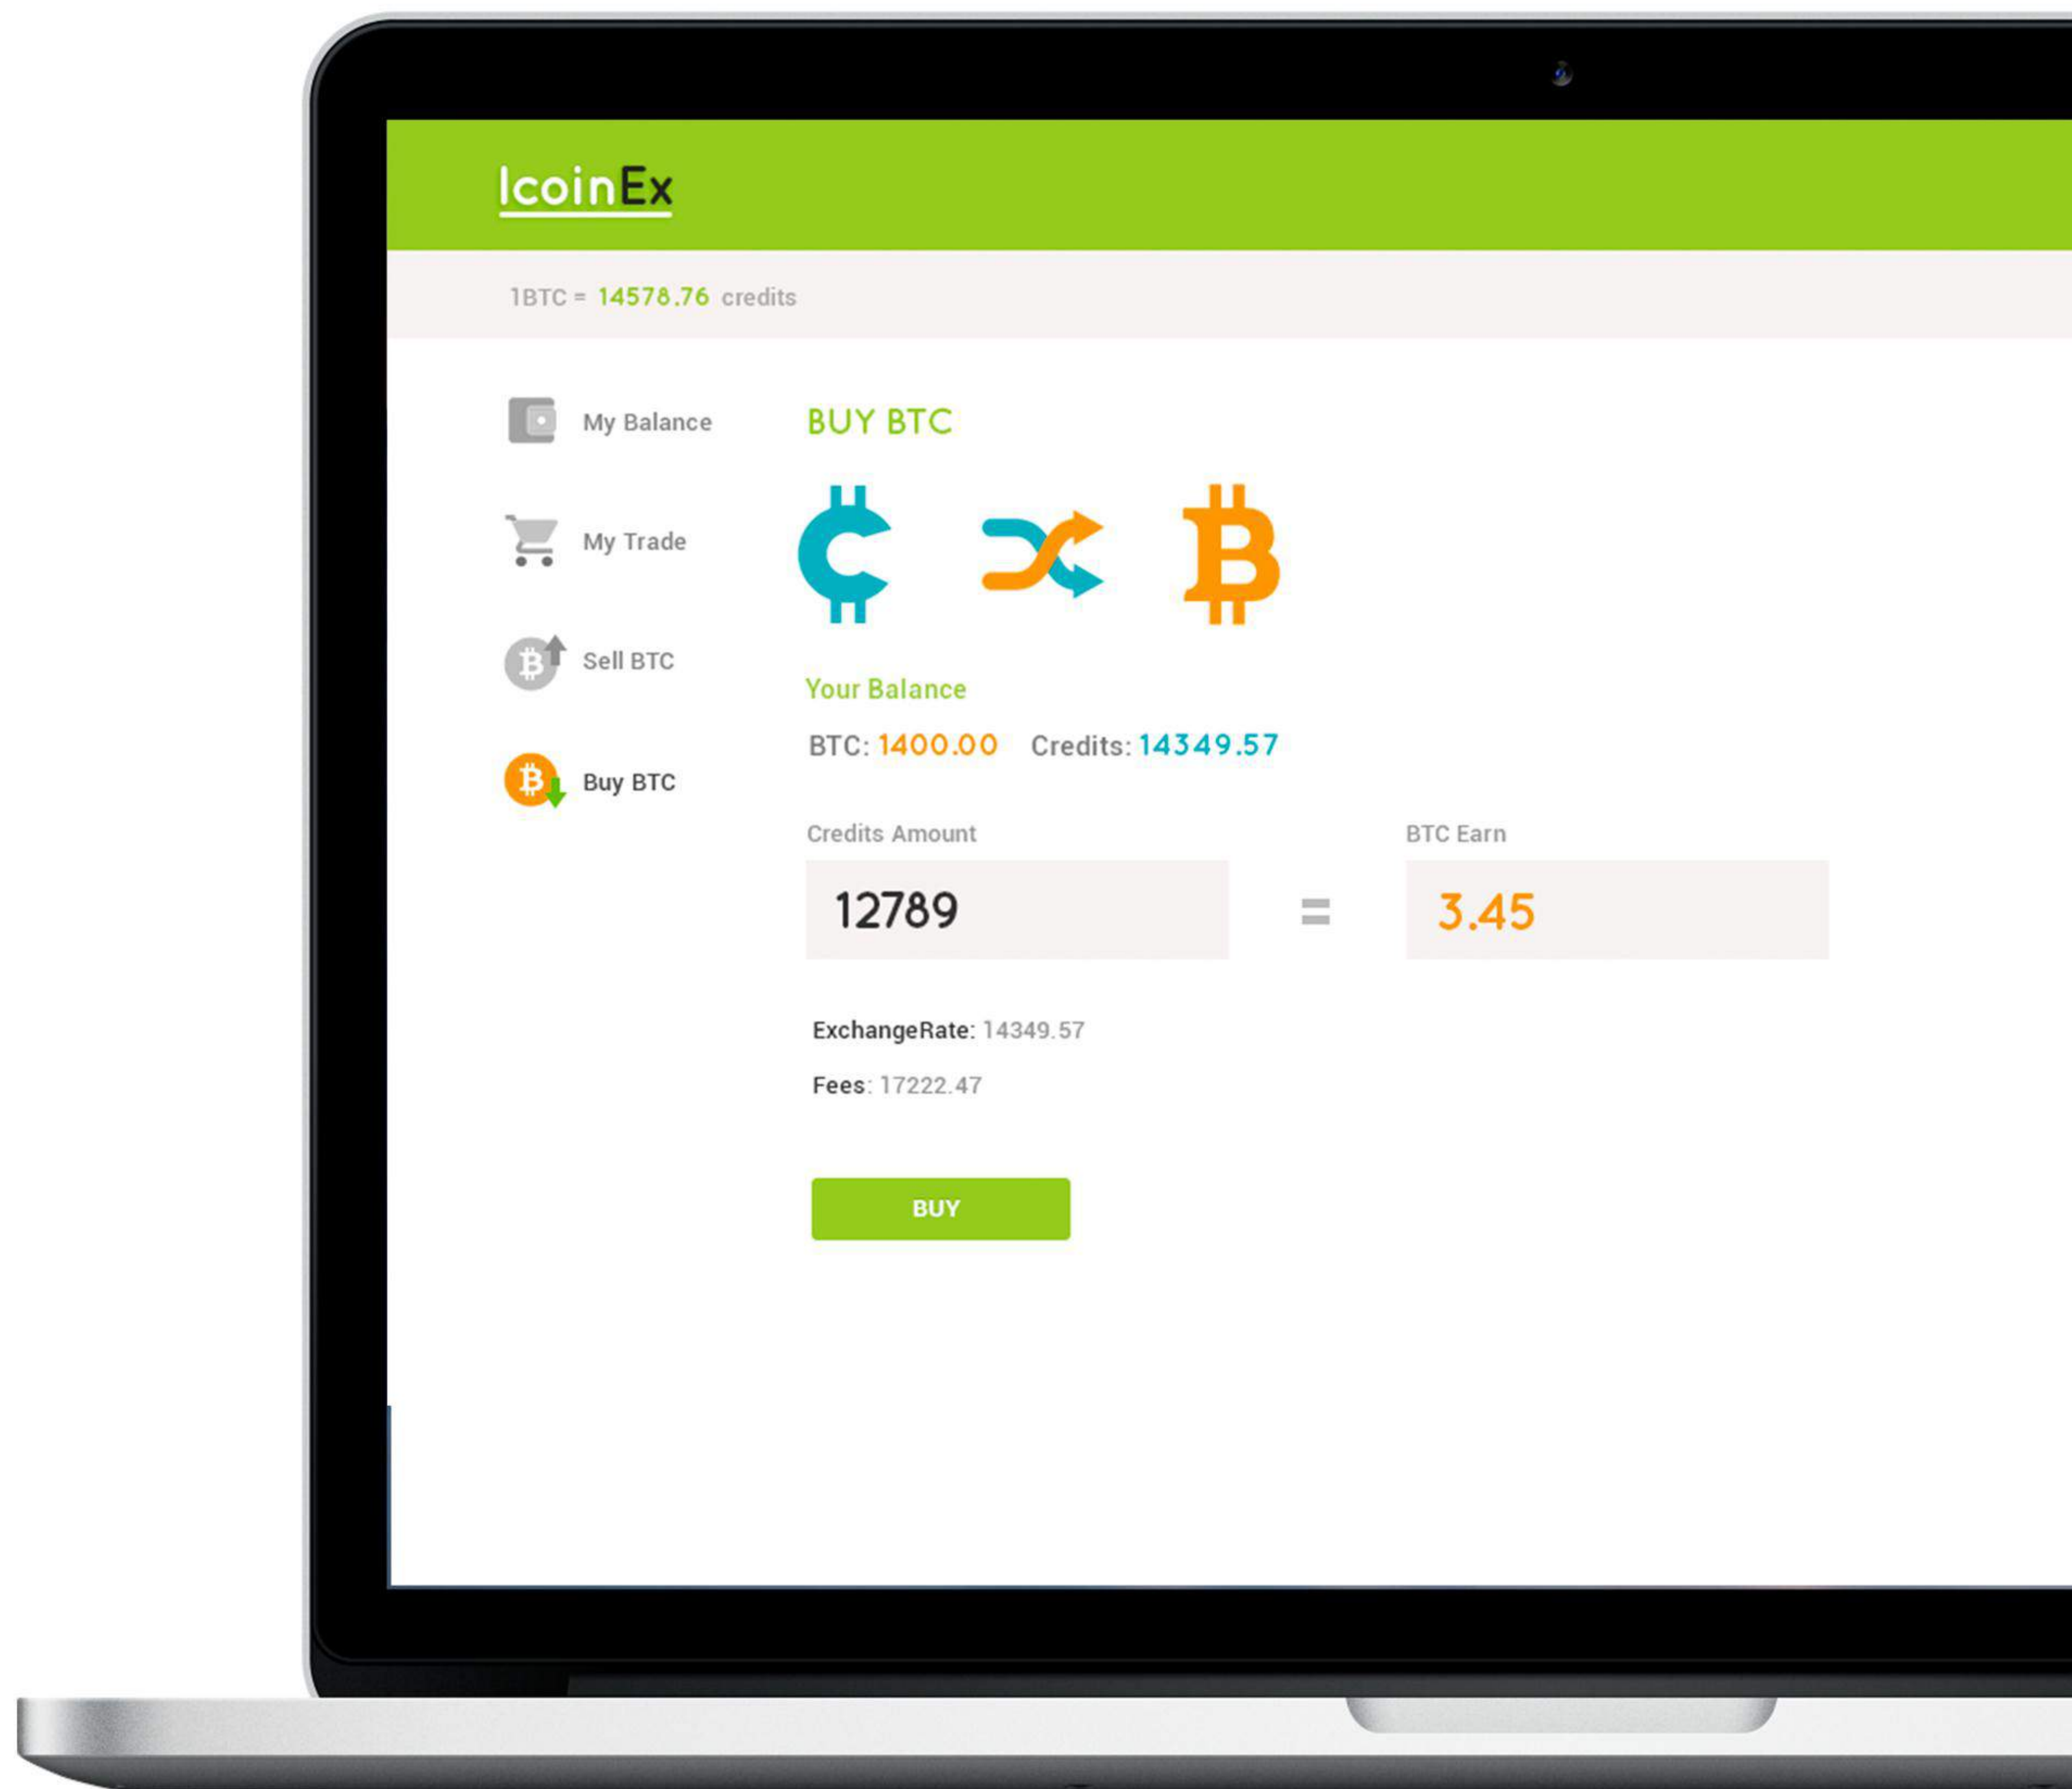 IcoinEx
1BTC = 14578.76 credits
My Balance
My Trade
Sell BTC
Buy BTC
BUY BTC
Your Balance
BTC: 1400.00 Credits: 14349.57
Credits Amount
BTC Earn
12789 = 3.45
ExchangeRate: 14349.57
Fees: 17222.47
BUY